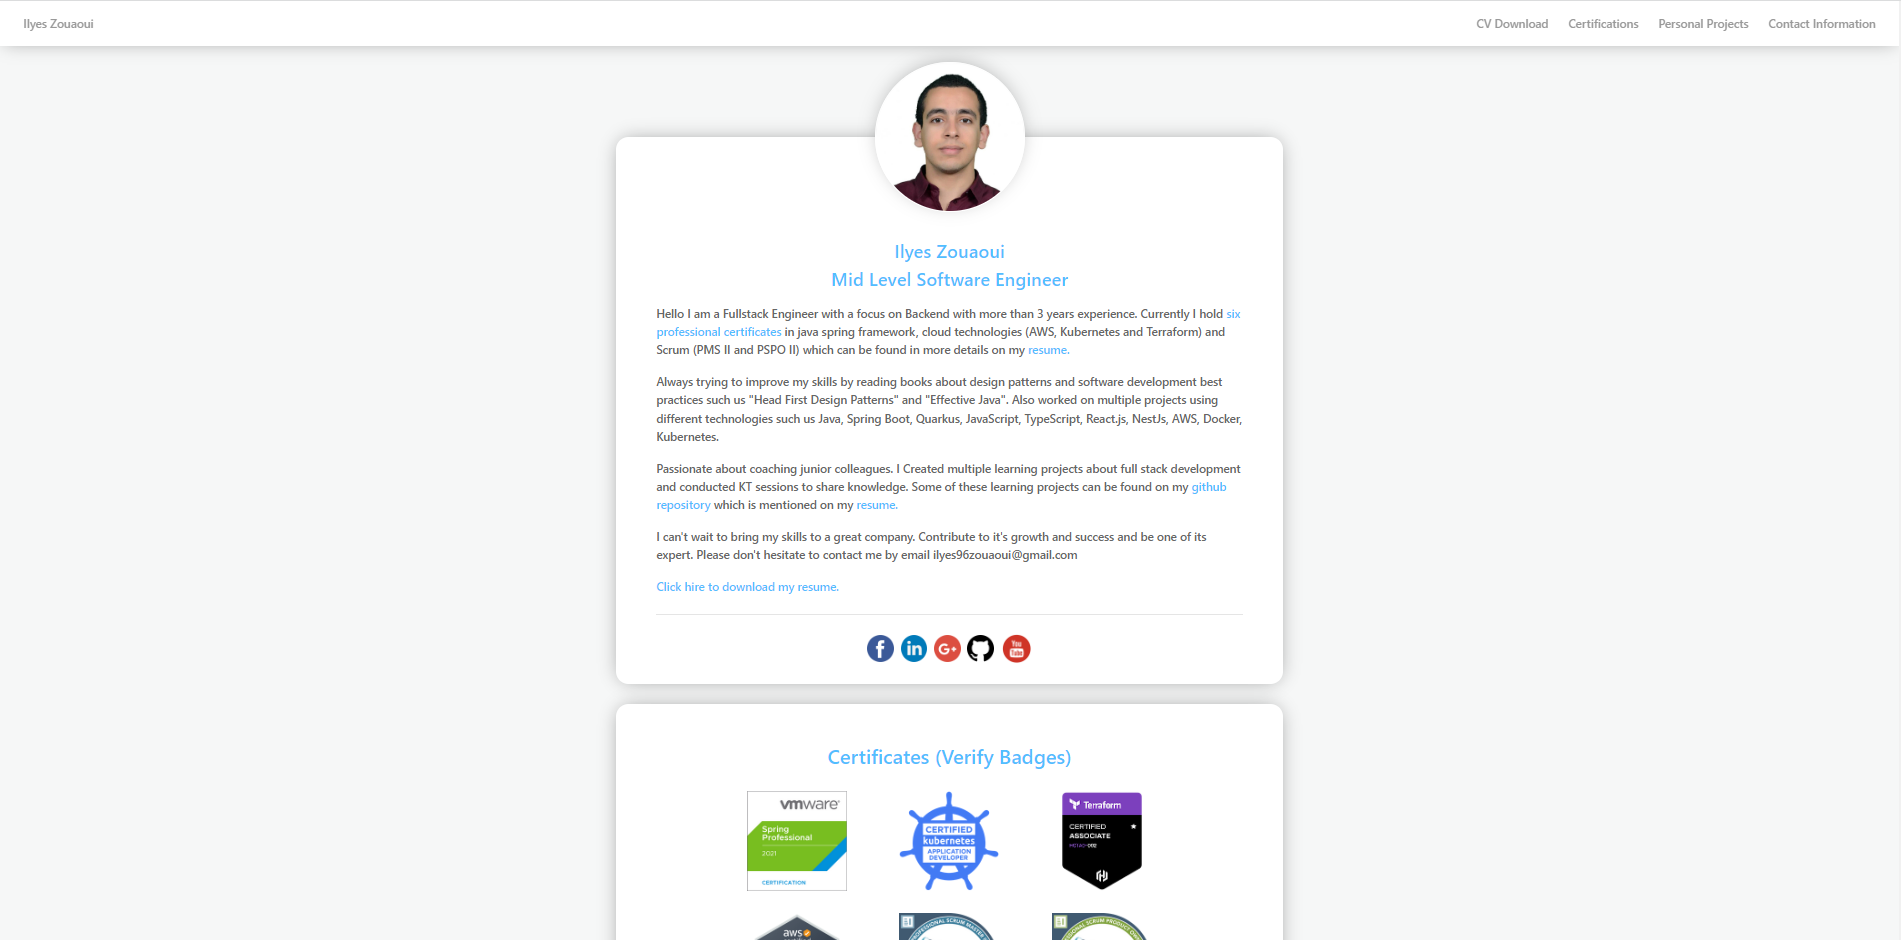 Ilyes Zouaoui
CV Download
Certifications
Personal Projects
Contact Information
Ilyes Zouaoui
Mid Level Software Engineer
Hello I am a Fullstack Engineer with a focus on Backend with more than 3 years experience. Currently I hold six
professional certificates in java spring framework, cloud technologies (AWS, Kubernetes and Terraform) and
Scrum (PMS II and PSPO II) which can be found in more details on my resume.
Always trying to improve my skills by reading books about design patterns and software development best
practices such us "Head First Design Patterns" and "Effective Java". Also worked on multiple projects using
different technologies such us Java, Spring Boot, Quarkus, JavaScript, TypeScript, React.js, NestJs, AWS, Docker,
Kubernetes.
Passionate about coaching junior colleagues. I Created multiple learning projects about full stack development
and conducted KT sessions to share knowledge. Some of these learning projects can be found on my github
repository which is mentioned on my resume.
I can't wait to bring my skills to a great company. Contribute to it's growth and success and be one of its
expert. Please don't hesitate to contact me by email ilyes96zouaoui@gmail.com
Click hire to download my resume.
f
in
G+
You
Tube
Certificates (Verify Badges)
vmware
Spring
Professional
2021
CERTIFICATION
CERTIFIED
kubernetes
APPLICATION
DEVELOPER
Terraform
CERTIFIED
ASSOCIATE
002
aws
PROFESSIONAL SCRUM MASTER
SCRUM PRODUCT